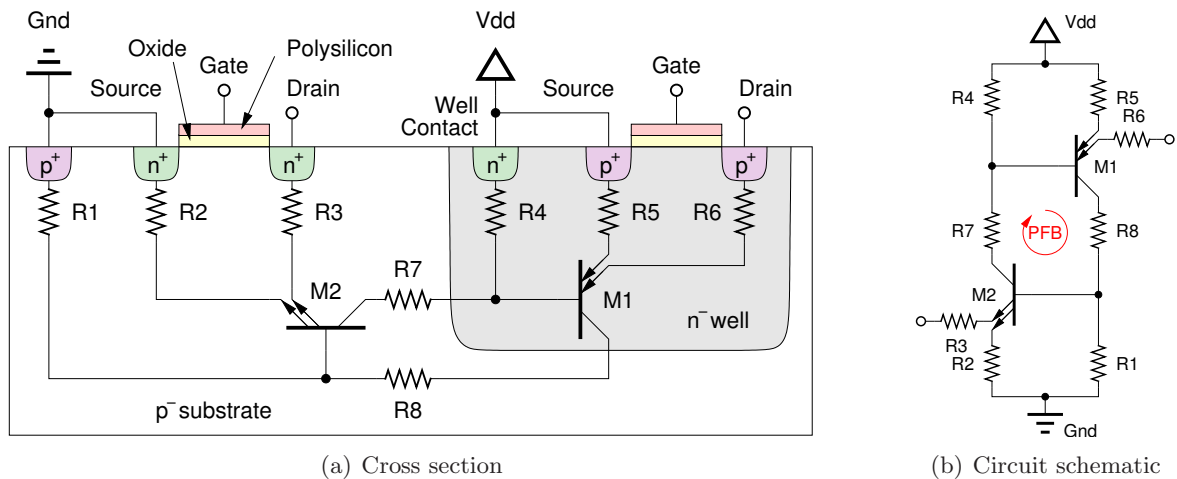 Gnd
Oxide
Polysilicon
Source
Gate
Drain
Vdd
Well
Contact
Source
Gate
Drain
p+
n+
n+
n+
p+
p+
R1
R2
R3
R4
R5
R6
M2
R7
M1
n− well
R8
p− substrate
(a) Cross section
Vdd
R4
R5
R6
M1
R7
PFB
R8
M2
R3
R2
R1
Gnd
(b) Circuit schematic